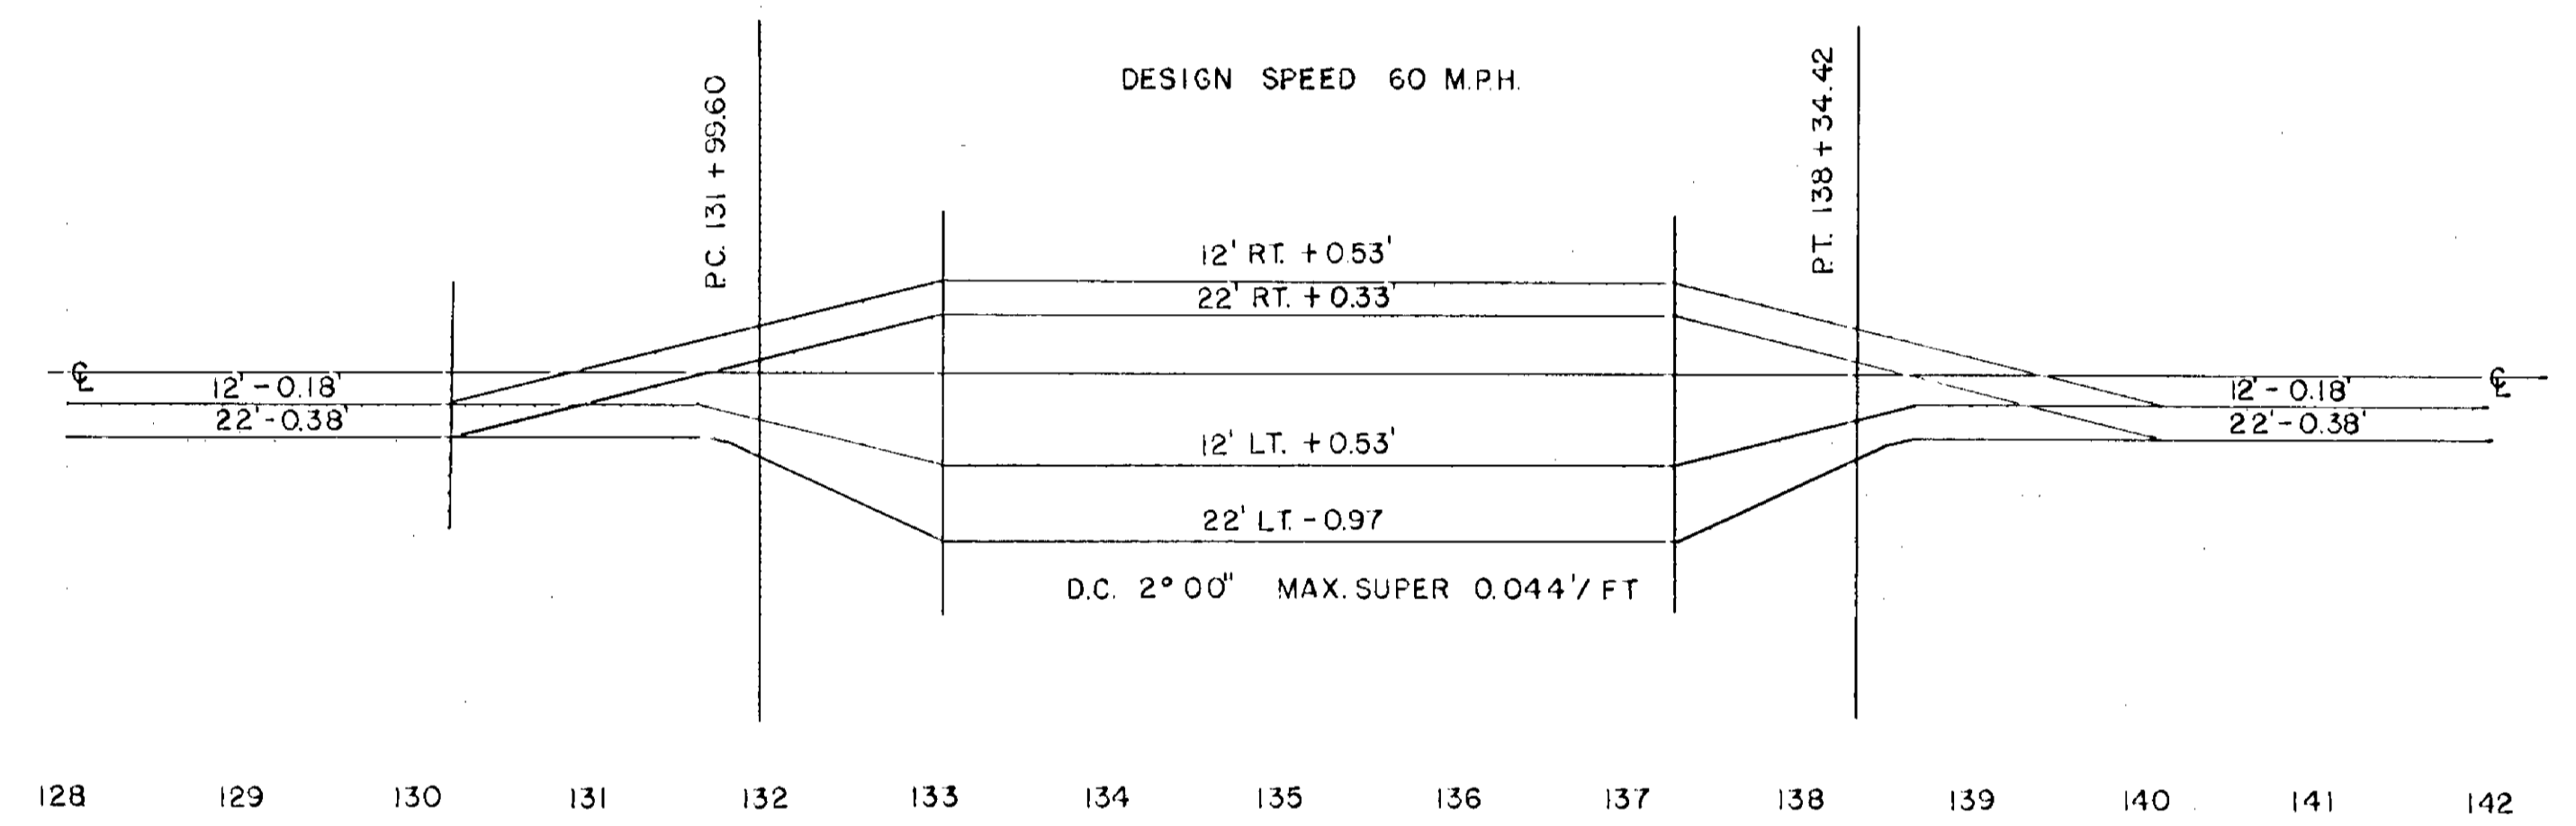 DESIGN SPEED 60 M.P.H.
P.C. 131 + 99.60
P.T. 138 + 34.42
12' RT. + 0.53'
22' RT. + 0.33'
℄
12' - 0.18'
22' - 0.38'
12' - 0.18'
℄
22' - 0.38'
12' LT. + 0.53'
22' LT. - 0.97
D.C. 2° 00" MAX. SUPER 0.044'/ FT
128 129 130 131 132 133 134 135 136 137 138 139 140 141 142